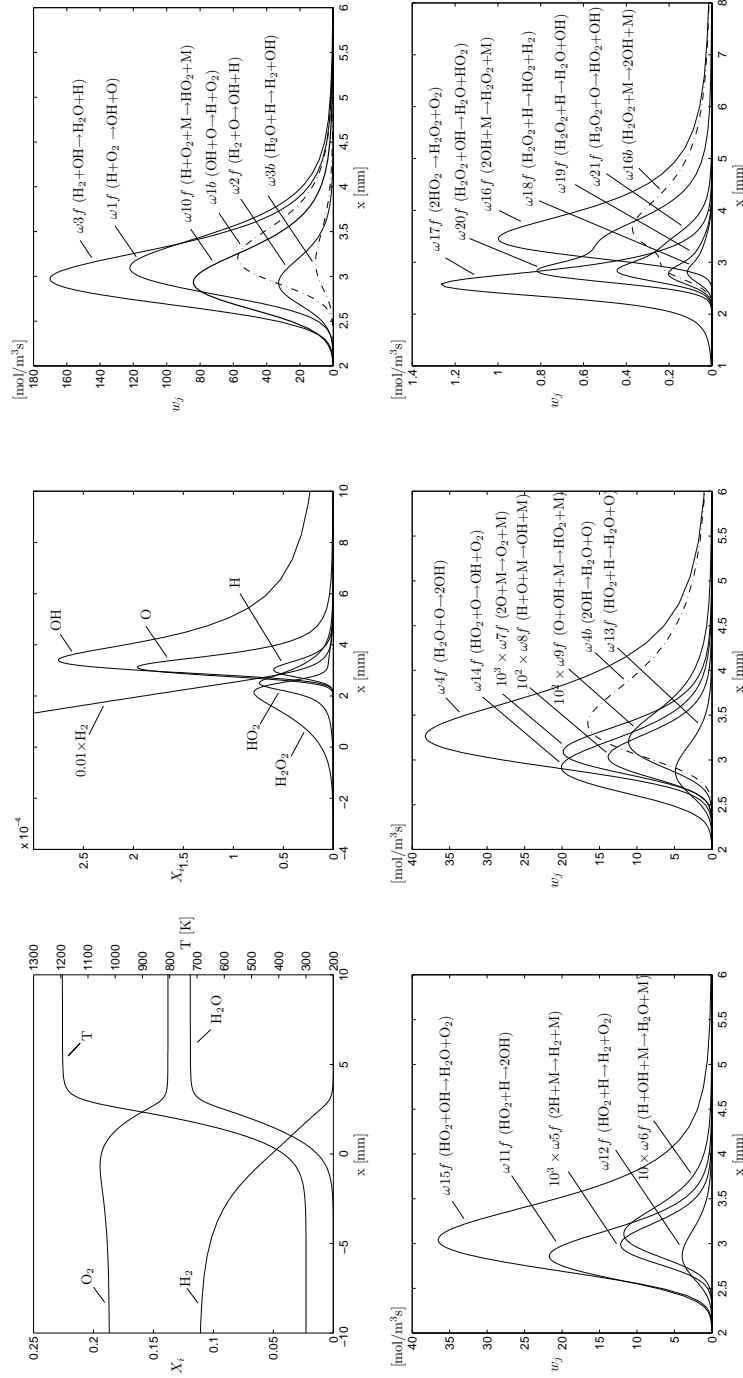 0.25
0.2
0.15
0.1
0.05
0
X_i
−10
−5
0
5
10
x [mm]
1300
1200
1100
1000
900
800
700
600
500
400
300
200
T [K]
O₂
H₂
T
H₂O
x 10⁻⁴
2.5
2
1.5
1
0.5
0
X_i
−4
−2
0
2
4
6
8
10
x [mm]
0.01×H₂
HO₂
H₂O₂
OH
O
H
[mol/m³s]
180
160
140
120
100
80
60
40
20
0
w_j
2
2.5
3
3.5
4
4.5
5
5.5
6
x [mm]
ω3f (H₂+OH→H₂O+H)
ω1f (H+O₂→OH+O)
ω10f (H+O₂+M→HO₂+M)
ω1b (OH+O→H+O₂)
ω2f (H₂+O→OH+H)
ω3b (H₂O+H→H₂+OH)
[mol/m³s]
40
35
30
25
20
15
10
5
0
w_j
2
2.5
3
3.5
4
4.5
5
5.5
6
x [mm]
ω15f (HO₂+OH→H₂O+O₂)
ω11f (HO₂+H→2OH)
10³ × ω5f (2H+M→H₂+M)
ω12f (HO₂+H→H₂+O₂)
10 × ω6f (H+OH+M→H₂O+M)
[mol/m³s]
40
35
30
25
20
15
10
5
0
w_j
2
2.5
3
3.5
4
4.5
5
5.5
6
x [mm]
ω4f (H₂O+O→2OH)
ω14f (HO₂+O→OH+O₂)
10³ × ω7f (2O+M→O₂+M)
10² × ω8f (H+O+M→OH+M)
10² × ω9f (O+OH+M→HO₂+M)
ω4b (2OH→H₂O+O)
ω13f (HO₂+H→H₂O+O)
[mol/m³s]
1.4
1.2
1
0.8
0.6
0.4
0.2
0
w_j
1
2
3
4
5
6
7
8
x [mm]
ω17f (2HO₂→H₂O₂+O₂)
ω20f (H₂O₂+OH→H₂O+HO₂)
ω16f (2OH+M→H₂O₂+M)
ω18f (H₂O₂+H→HO₂+H₂)
ω19f (H₂O₂+H→H₂O+OH)
ω21f (H₂O₂+O→HO₂+OH)
ω16b (H₂O₂+M→2OH+M)